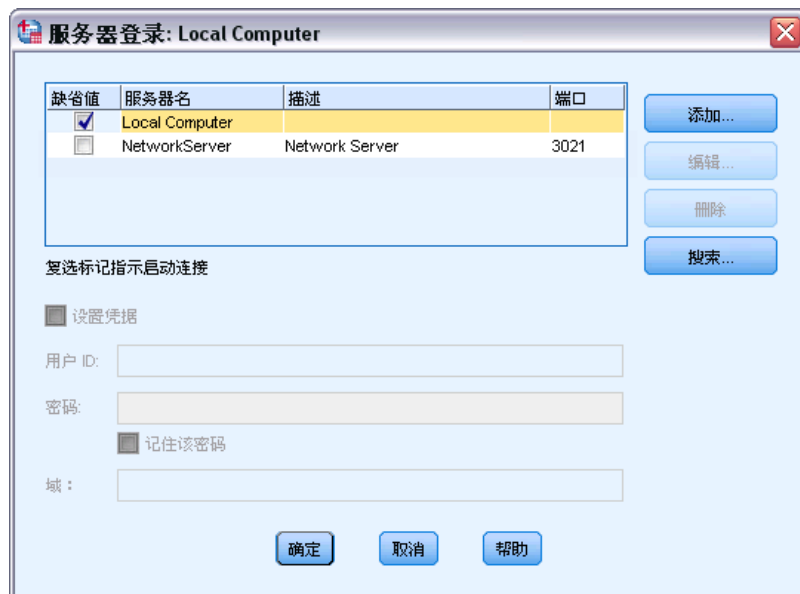 服务器登录: Local Computer
缺省值 服务器名 描述 端口
Local Computer
NetworkServer Network Server 3021
添加...
编辑...
删除
搜索...
复选标记指示启动连接
设置凭据
用户 ID:
密码:
记住该密码
域：
确定 取消 帮助